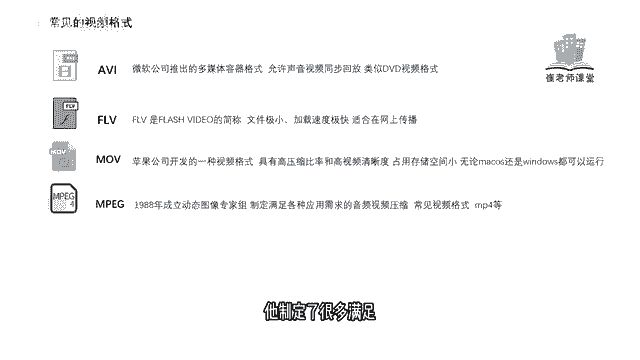 常见的视频格式
AVI 微软公司推出的多媒体容器格式 允许声音视频同步回放 类似DVD视频格式
崔老师课堂
FLV FLV 是FLASH VIDEO的简称 文件极小、加载速度极快 适合在网上传播
MOV 苹果公司开发的一种视频格式 具有高压缩比率和高视频清晰度 占用存储空间小 无论macos还是windows都可以运行
MPEG 1988年成立动态图像专家组 制定满足各种应用需求的音频视频压缩 常见视频格式 mp4等
FLV
MOV
MPEG
4
他制定了很多满足